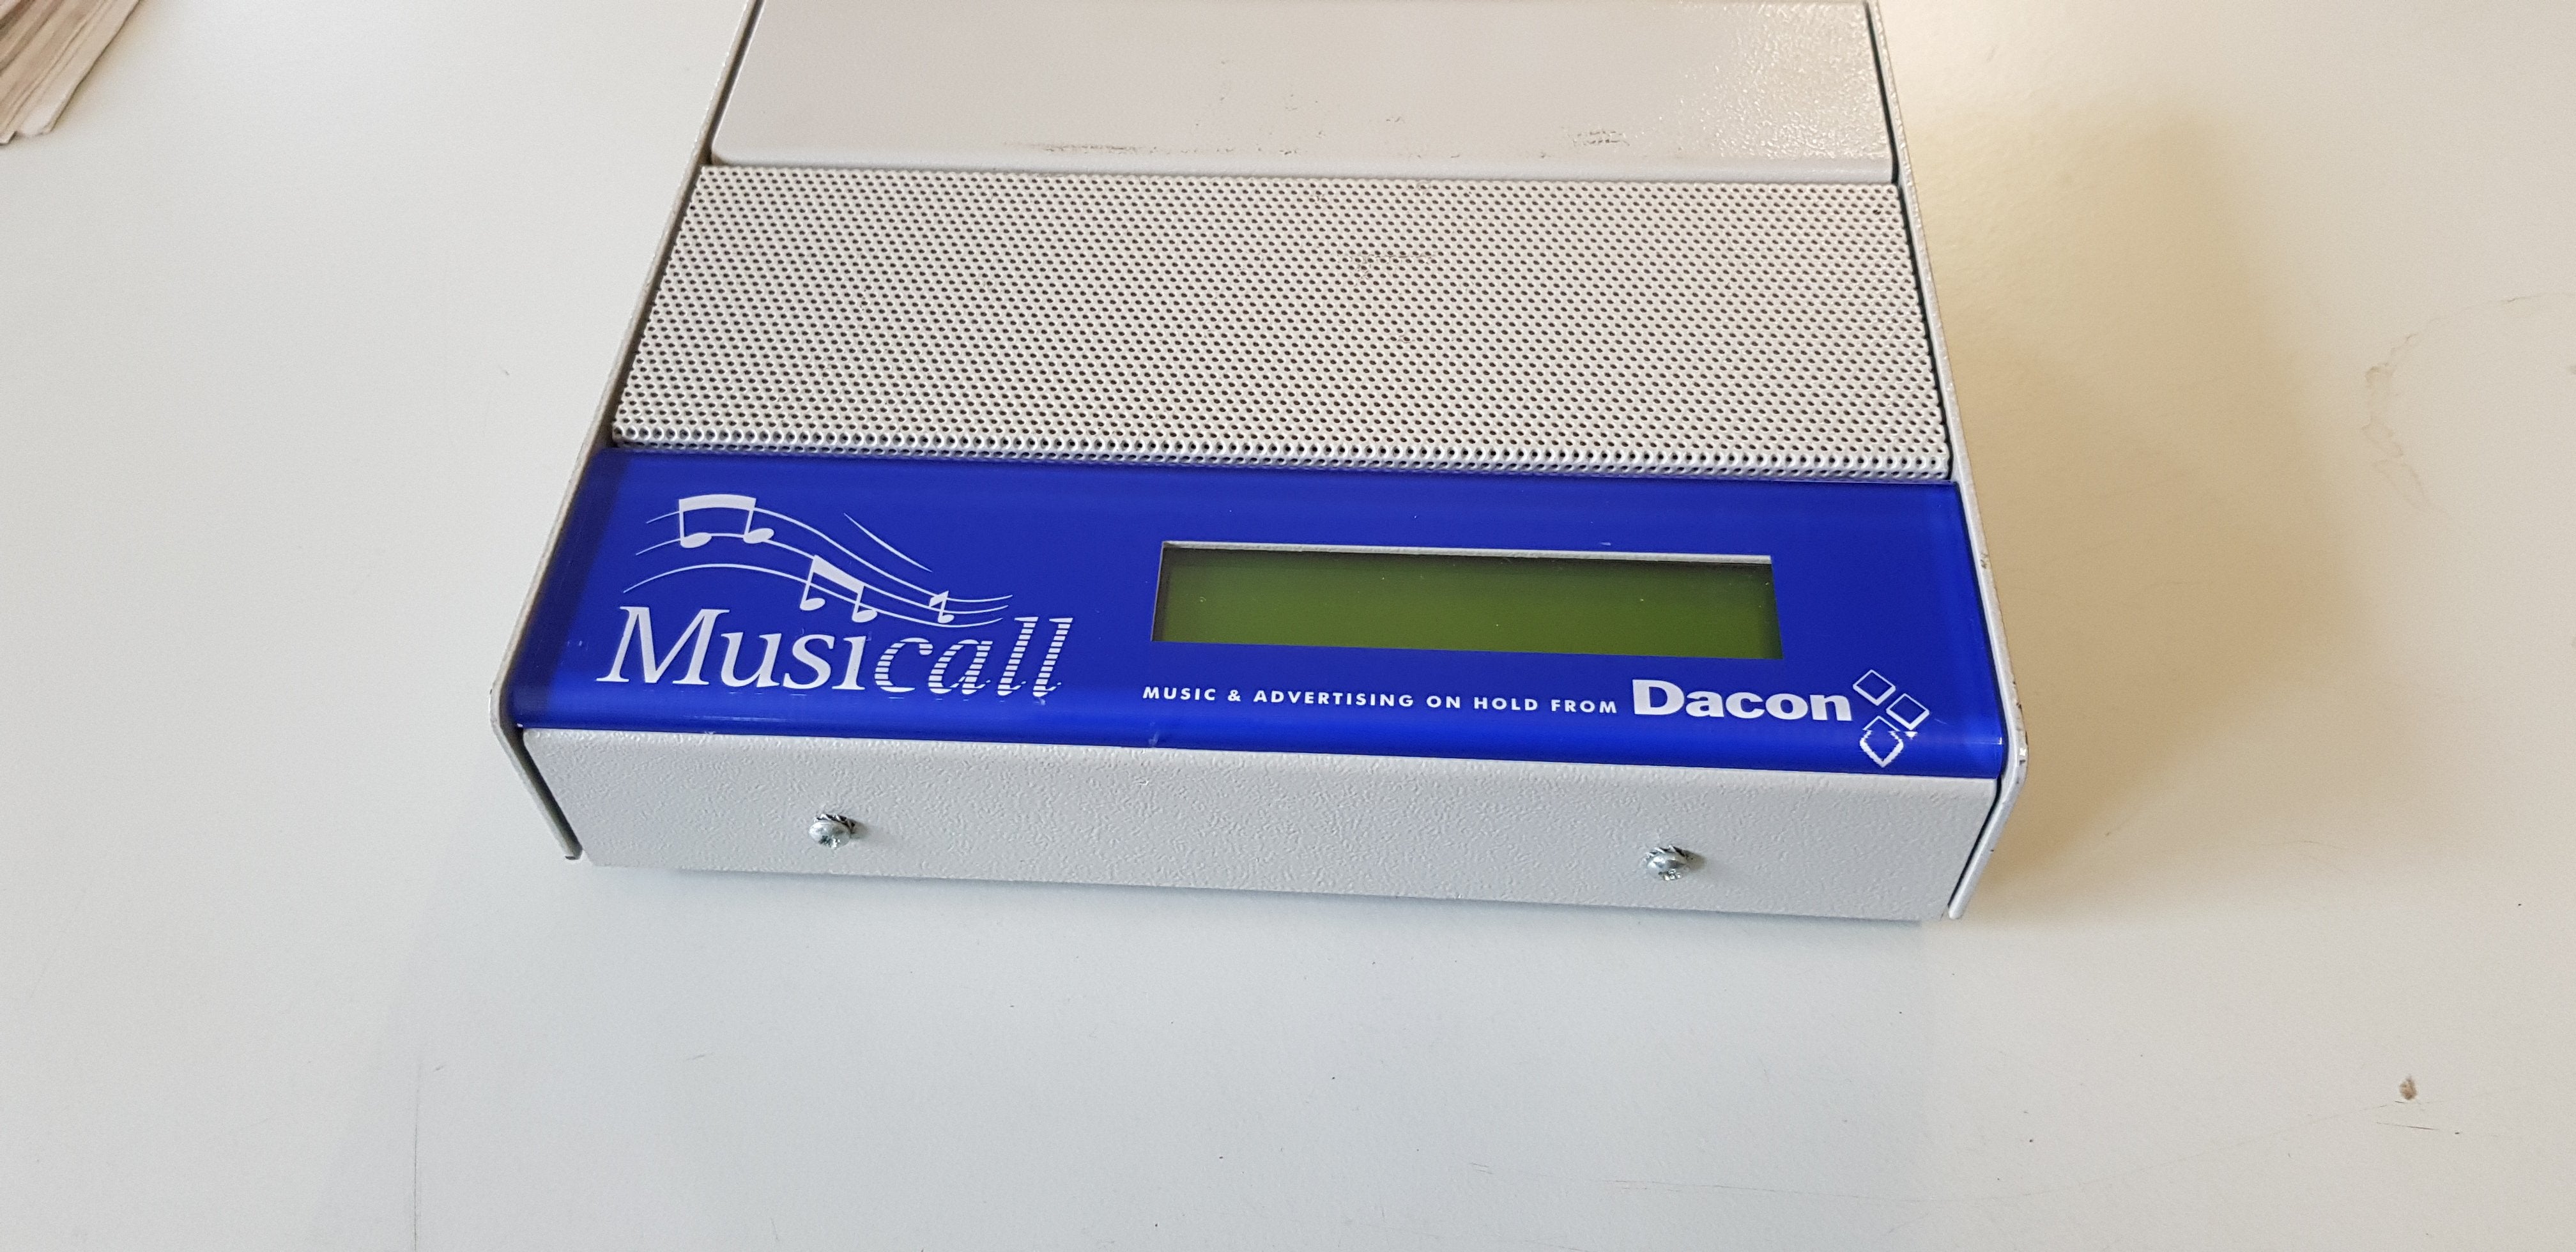 Musicall
MUSIC & ADVERTISING ON HOLD FROM Dacon